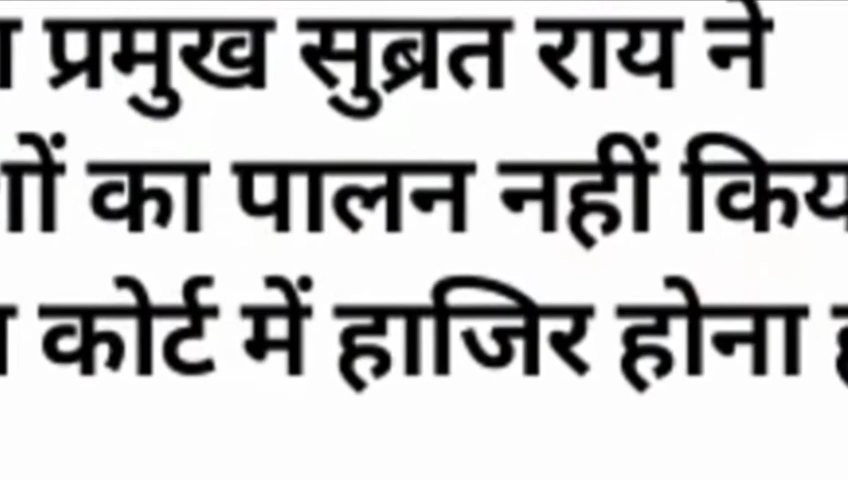 प्रमुख सुब्रत राय ने
का पालन नहीं
कोर्ट में हाजिर होना